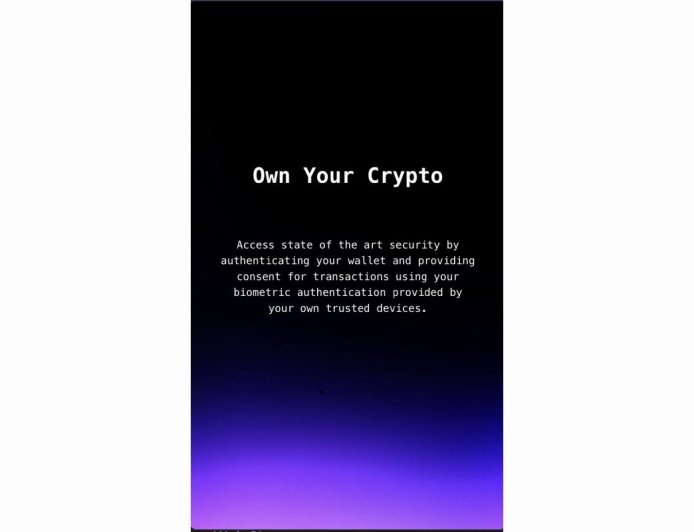 Own Your Crypto
Access state of the art security by
authenticating your wallet and providing
consent for transactions using your
biometric authentication provided by
your own trusted devices.